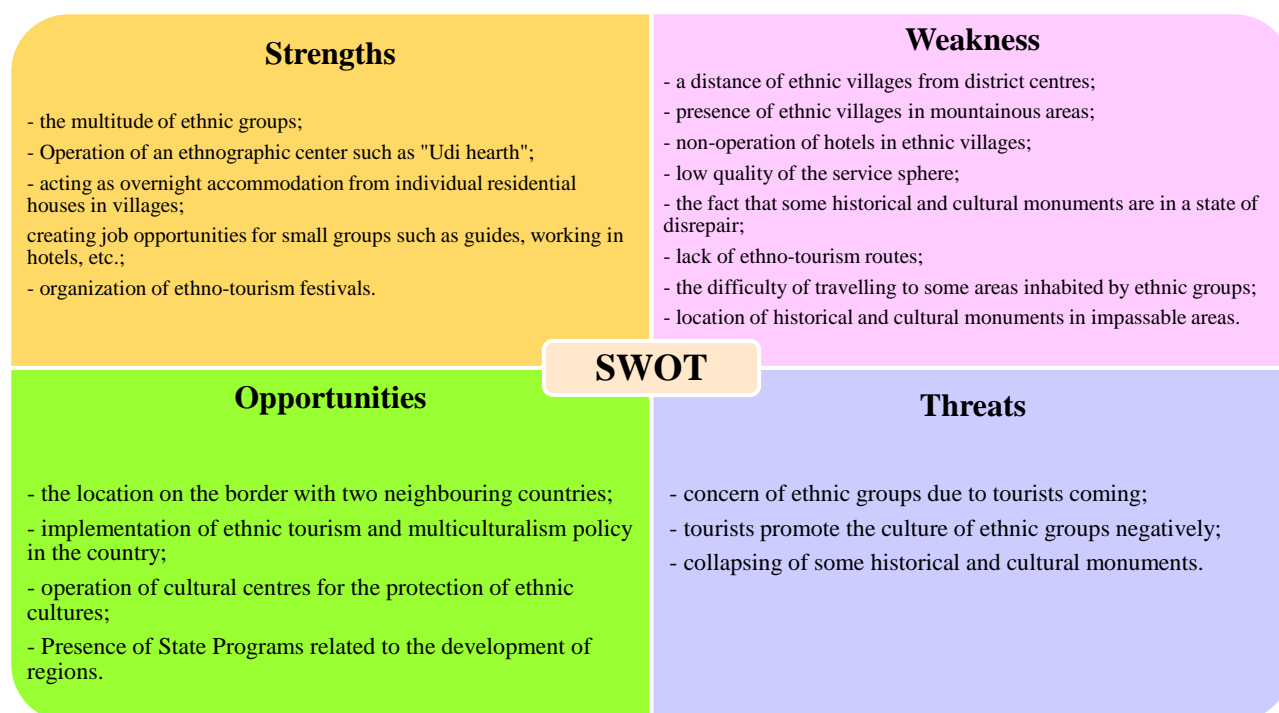 Strengths
- the multitude of ethnic groups;
- Operation of an ethnographic center such as "Udi hearth";
- acting as overnight accommodation from individual residential
houses in villages;
creating job opportunities for small groups such as guides, working in
hotels, etc.;
- organization of ethno-tourism festivals.
Weakness
- a distance of ethnic villages from district centres;
- presence of ethnic villages in mountainous areas;
- non-operation of hotels in ethnic villages;
- low quality of the service sphere;
- the fact that some historical and cultural monuments are in a state of
disrepair;
- lack of ethno-tourism routes;
- the difficulty of travelling to some areas inhabited by ethnic groups;
- location of historical and cultural monuments in impassable areas.
SWOT
Opportunities
- the location on the border with two neighbouring countries;
- implementation of ethnic tourism and multiculturalism policy
in the country;
- operation of cultural centres for the protection of ethnic
cultures;
- Presence of State Programs related to the development of
regions.
Threats
- concern of ethnic groups due to tourists coming;
- tourists promote the culture of ethnic groups negatively;
- collapsing of some historical and cultural monuments.